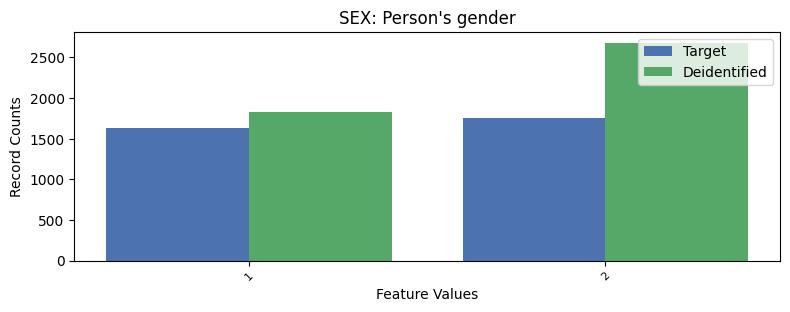 SEX: Person's gender
Target
Deidentified
2500
2000
1500
1000
500
0
Record Counts
1
2
Feature Values